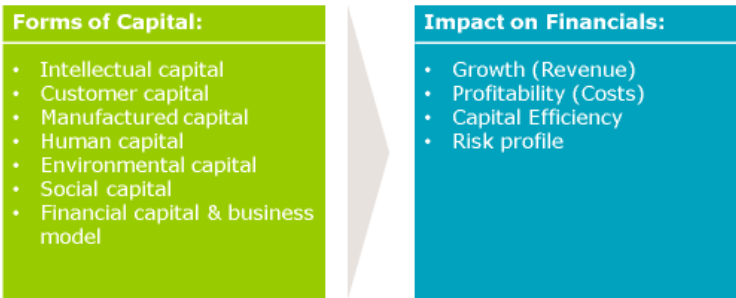 Forms of Capital:
• Intellectual capital
• Customer capital
• Manufactured capital
• Human capital
• Environmental capital
• Social capital
• Financial capital & business
model
Impact on Financials:
• Growth (Revenue)
• Profitability (Costs)
• Capital Efficiency
• Risk profile